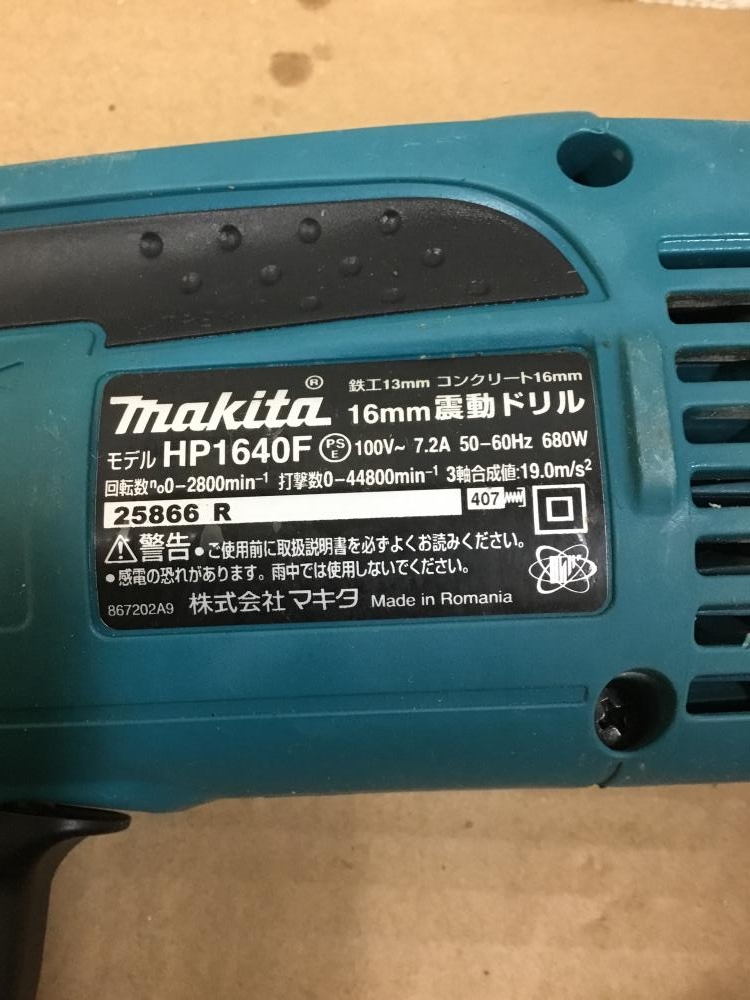 makita®
鉄工13mm コンクリート16mm
16mm震動ドリル
モデル HP1640F PSE 100V~ 7.2A 50-60Hz 680W
回転数n₀0-2800min⁻¹ 打撃数0-44800min⁻¹ 3軸合成値:19.0m/s²
25866 R 407
⚠警告 ●ご使用前に取扱説明書を必ずよくお読みください。
●感電の恐れがあります。雨中では使用しないでください。
867202A9 株式会社マキタ Made in Romania